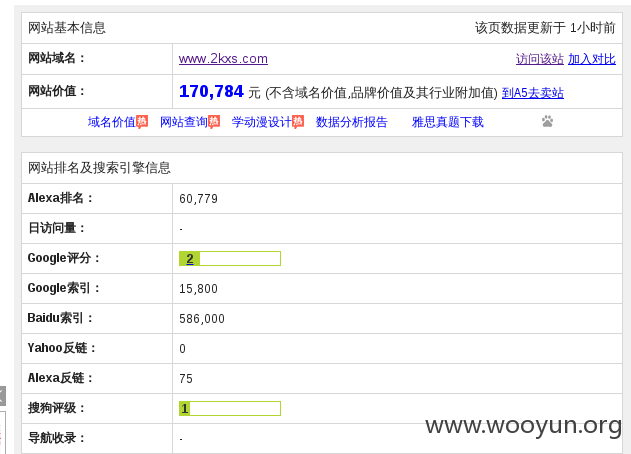 网站基本信息 该页数据更新于 1小时前
网站域名： www.2kxs.com 访问该站 加入对比
网站价值： 170,784 元 (不含域名价值,品牌价值及其行业附加值) 到A5去卖站
域名价值热 网站查询热 学动漫设计热 数据分析报告 雅思真题下载
网站排名及搜索引擎信息
Alexa排名： 60,779
日访问量： -
Google评分： 2
Google索引： 15,800
Baidu索引： 586,000
Yahoo反链： 0
Alexa反链： 75
搜狗评级： 1
www.wooyun.org
导航收录： -